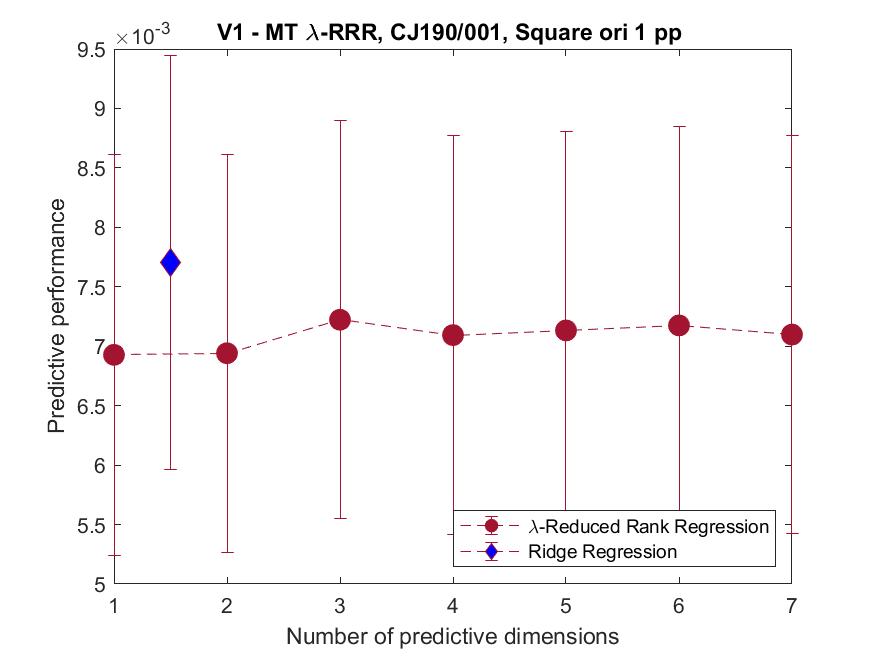 V1 - MT λ-RRR, CJ190/001, Square ori 1 pp
×10⁻³
9.5
9
8.5
8
7.5
7
6.5
6
5.5
5
Predictive performance
1 2 3 4 5 6 7
Number of predictive dimensions
λ-Reduced Rank Regression
Ridge Regression